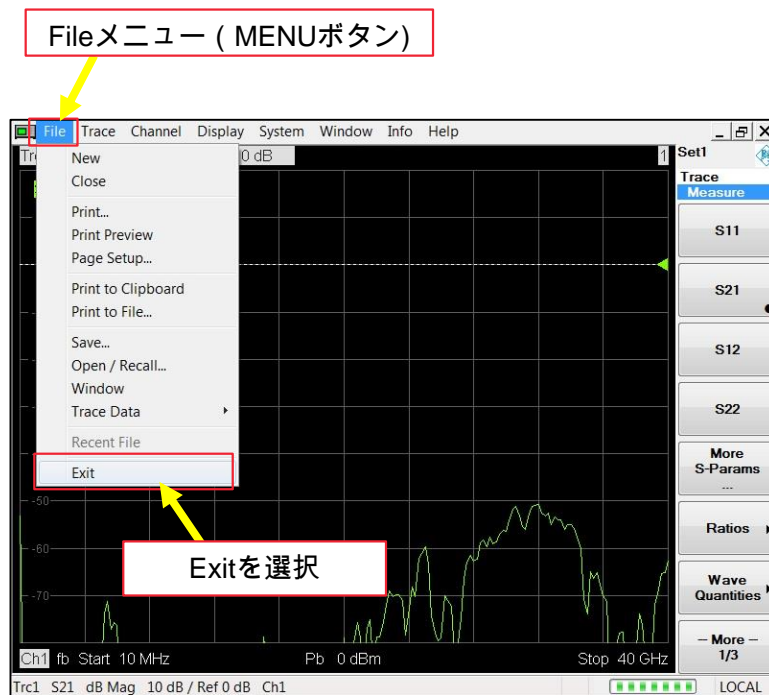 Fileメニュー ( MENUボタン)
File Trace Channel Display System Window Info Help
0 dB 1
New
Close
Print...
Print Preview
Page Setup...
Print to Clipboard
Print to File...
Save...
Open / Recall...
Window
Trace Data
Recent File
Exit
Exitを選択
-50
-60
-70
Ch1 fb Start 10 MHz Pb 0 dBm Stop 40 GHz
Trc1 S21 dB Mag 10 dB / Ref 0 dB Ch1 LOCAL
Set1
Trace
Measure
S11
S21
S12
S22
More
S-Params
...
Ratios
Wave
Quantities
– More –
1/3